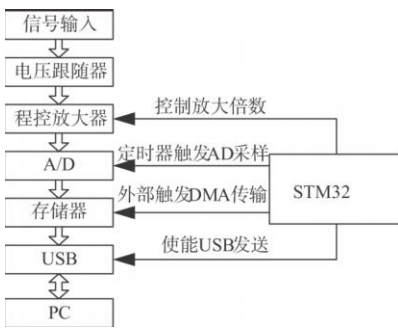 信号输入
电压跟随器
程控放大器
控制放大倍数
A/D
定时器触发AD采样
STM32
存储器
外部触发DMA传输
USB
使能USB发送
PC